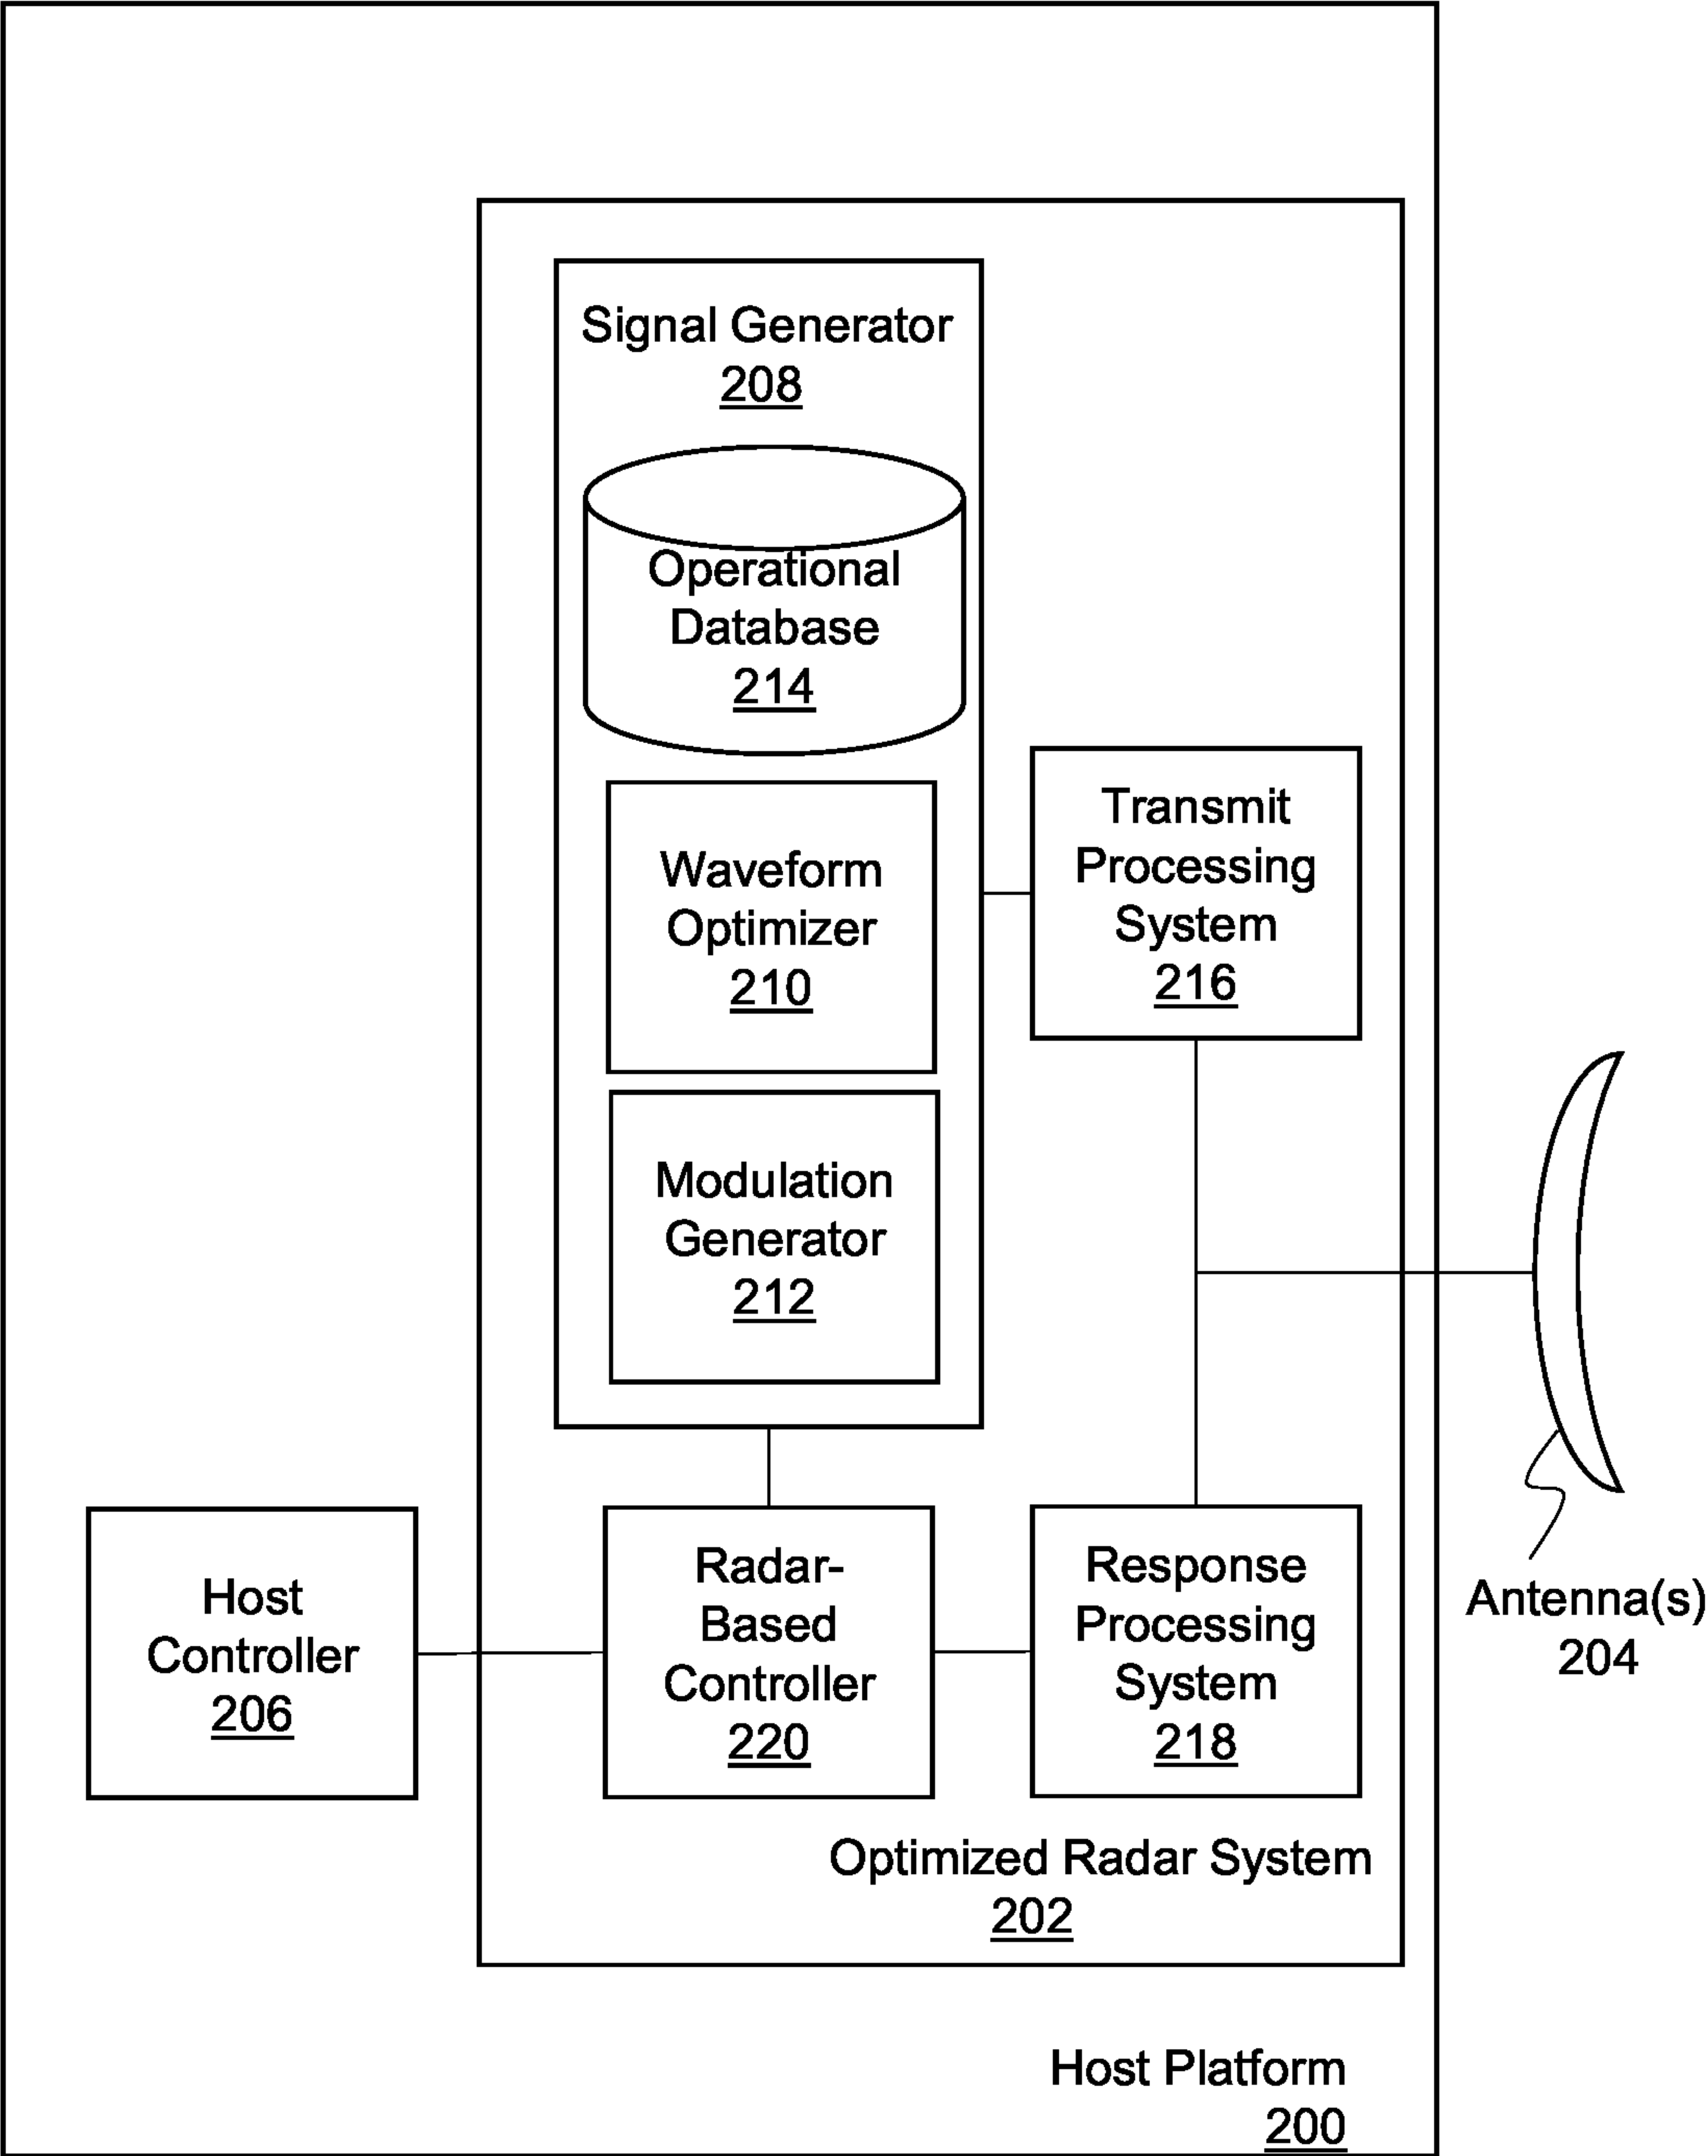 Signal Generator
208
Operational
Database
214
Waveform
Optimizer
210
Modulation
Generator
212
Transmit
Processing
System
216
Host
Controller
206
Radar-
Based
Controller
220
Response
Processing
System
218
Antenna(s)
204
Optimized Radar System
202
Host Platform
200